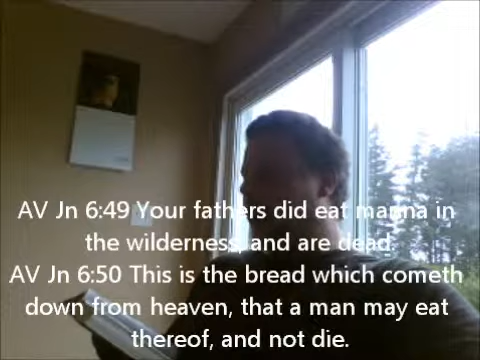 AV Jn 6:49 Your fathers did eat manna in
the wilderness, and are dead.
AV Jn 6:50 This is the bread which cometh
down from heaven, that a man may eat
thereof, and not die.